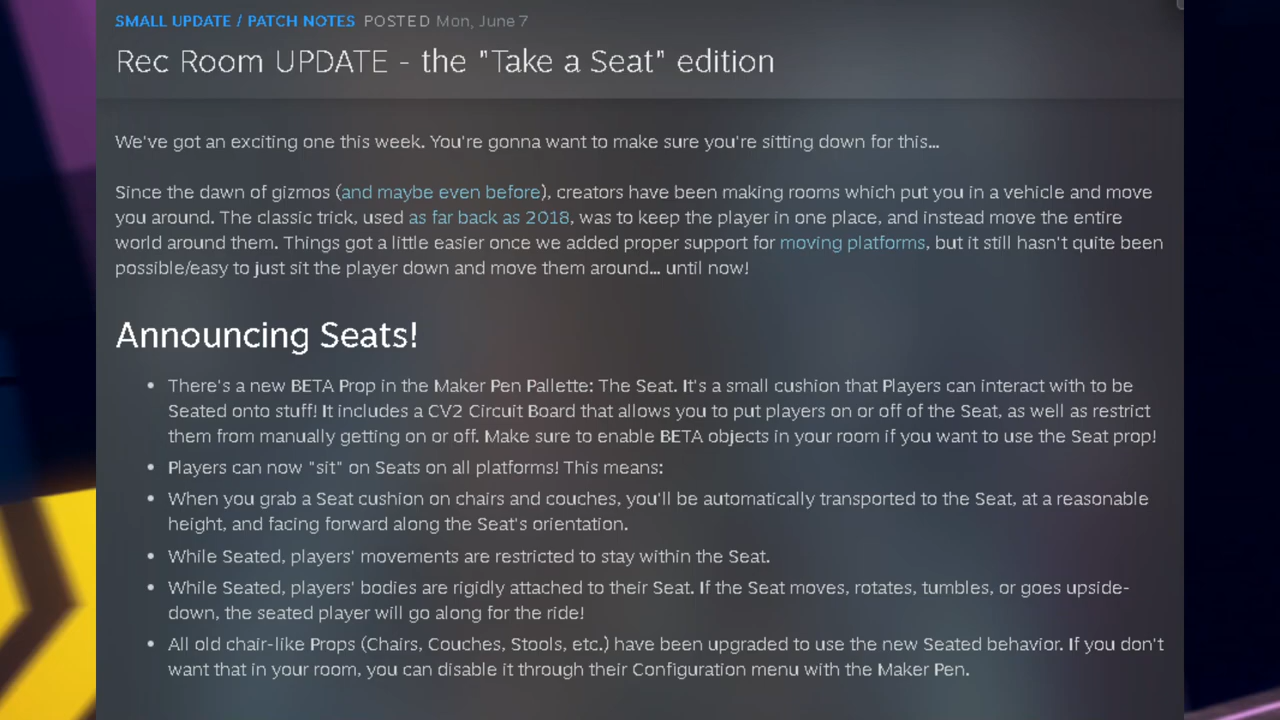 SMALL UPDATE / PATCH NOTES POSTED Mon, June 7
Rec Room UPDATE - the "Take a Seat" edition
We've got an exciting one this week. You're gonna want to make sure you're sitting down for this...
Since the dawn of gizmos (and maybe even before), creators have been making rooms which put you in a vehicle and move
you around. The classic trick, used as far back as 2018, was to keep the player in one place, and instead move the entire
world around them. Things got a little easier once we added proper support for moving platforms, but it still hasn't quite been
possible/easy to just sit the player down and move them around... until now!
Announcing Seats!
• There's a new BETA Prop in the Maker Pen Pallette: The Seat. It's a small cushion that Players can interact with to be
Seated onto stuff! It includes a CV2 Circuit Board that allows you to put players on or off of the Seat, as well as restrict
them from manually getting on or off. Make sure to enable BETA objects in your room if you want to use the Seat prop!
• Players can now "sit" on Seats on all platforms! This means:
• When you grab a Seat cushion on chairs and couches, you'll be automatically transported to the Seat, at a reasonable
height, and facing forward along the Seat's orientation.
• While Seated, players' movements are restricted to stay within the Seat.
• While Seated, players' bodies are rigidly attached to their Seat. If the Seat moves, rotates, tumbles, or goes upside-
down, the seated player will go along for the ride!
• All old chair-like Props (Chairs, Couches, Stools, etc.) have been upgraded to use the new Seated behavior. If you don't
want that in your room, you can disable it through their Configuration menu with the Maker Pen.